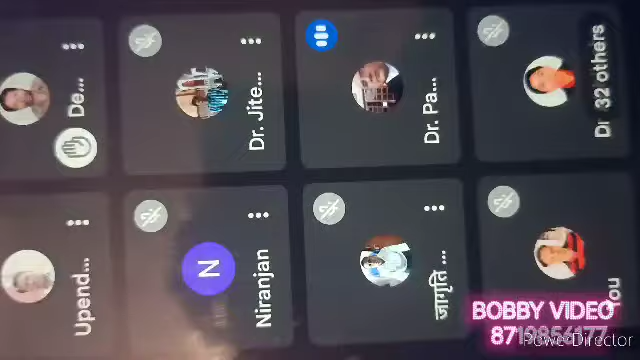 De...
Dr. Jite...
Dr. Pa...
Dr
32 others
Upend...
N
Niranjan
जागृति ...
You
BOBBY VIDEO
PowerDirector